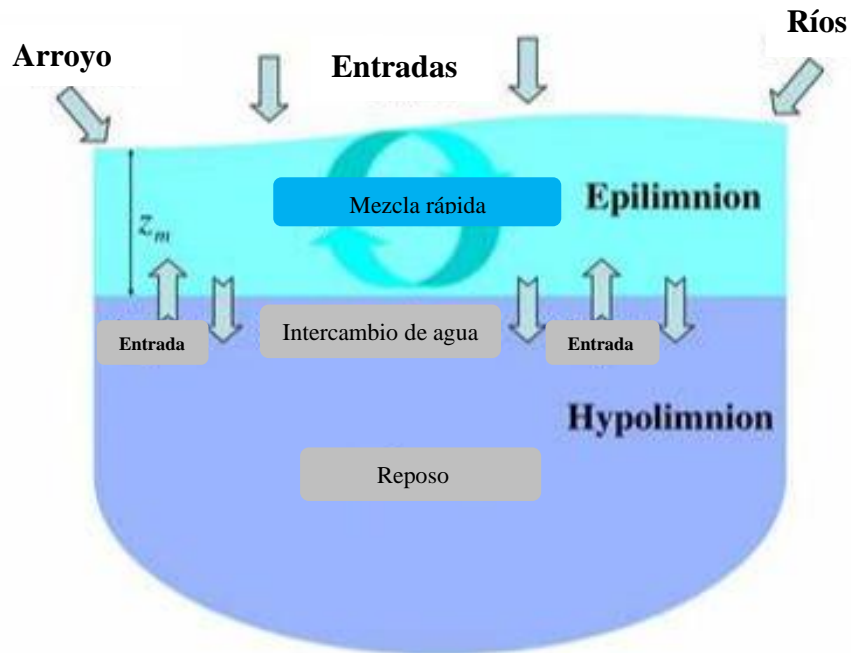 Ríos
Arroyo
Entradas
Mezcla rápida
Epilimnion
z_m
Entrada
Intercambio de agua
Entrada
Hypolimnion
Reposo